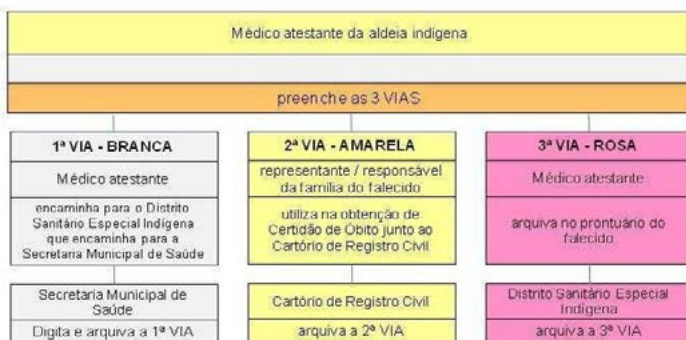 Médico atestante da aldeia indígena
preenche as 3 VIAS
1ª VIA - BRANCA
Médico atestante
encaminha para o Distrito
Sanitário Especial Indígena
que encaminha para a
Secretaria Municipal de Saúde
Secretaria Municipal de
Saúde
Digita e arquiva a 1ª VIA
2ª VIA - AMARELA
representante / responsável
da família do falecido
utiliza na obtenção de
Certidão de Óbito junto ao
Cartório de Registro Civil
Cartório de Registro Civil
arquiva a 2ª VIA
3ª VIA - ROSA
Médico atestante
arquiva no prontuário do
falecido
Distrito Sanitário Especial
Indígena
arquiva a 3ª VIA